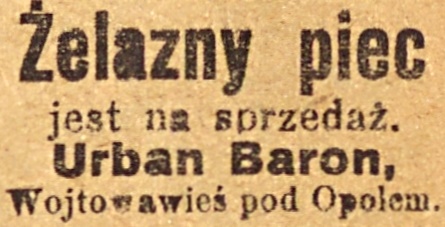 Żelazny piec
jest na sprzedaż.
Urban Baron,
Wojtowawieś pod Opolem.